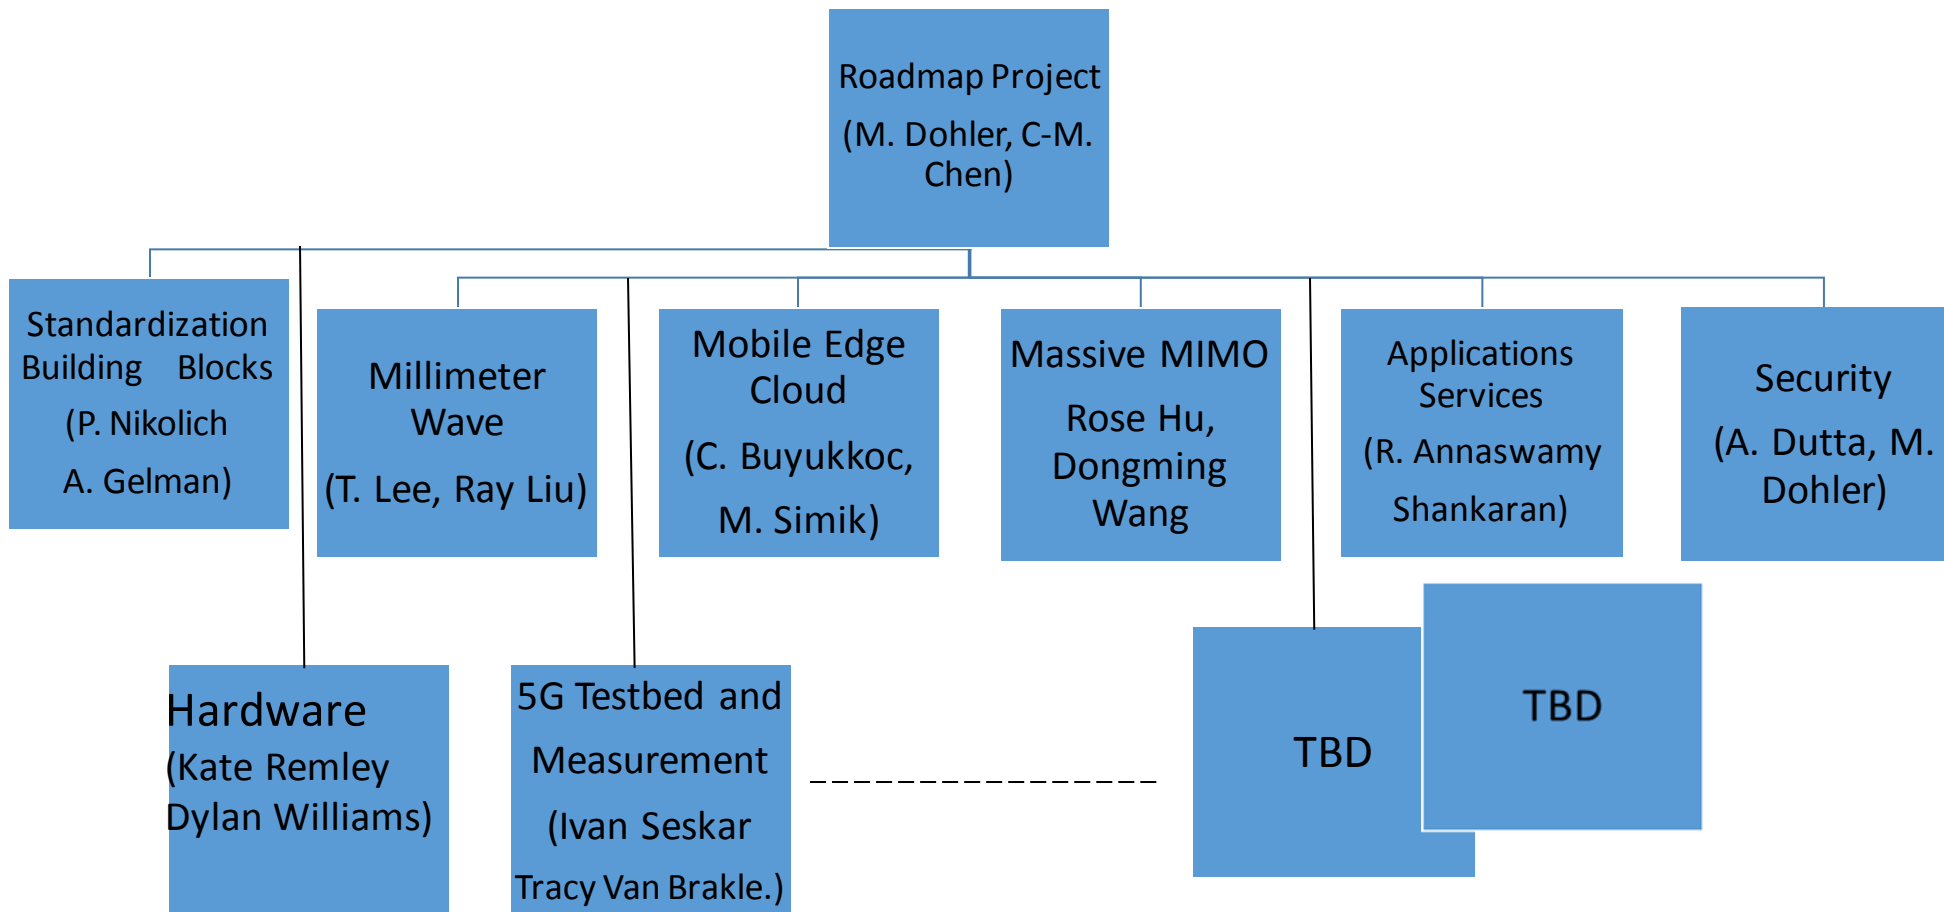 Roadmap Project
(M. Dohler, C-M.
Chen)
Standardization
Building Blocks
(P. Nikolich
A. Gelman)
Millimeter
Wave
(T. Lee, Ray Liu)
Mobile Edge
Cloud
(C. Buyukkoc,
M. Simik)
Massive MIMO
Rose Hu,
Dongming
Wang
Applications
Services
(R. Annaswamy
Shankaran)
Security
(A. Dutta, M.
Dohler)
Hardware
(Kate Remley
Dylan Williams)
5G Testbed and
Measurement
(Ivan Seskar
Tracy Van Brakle.)
TBD
TBD